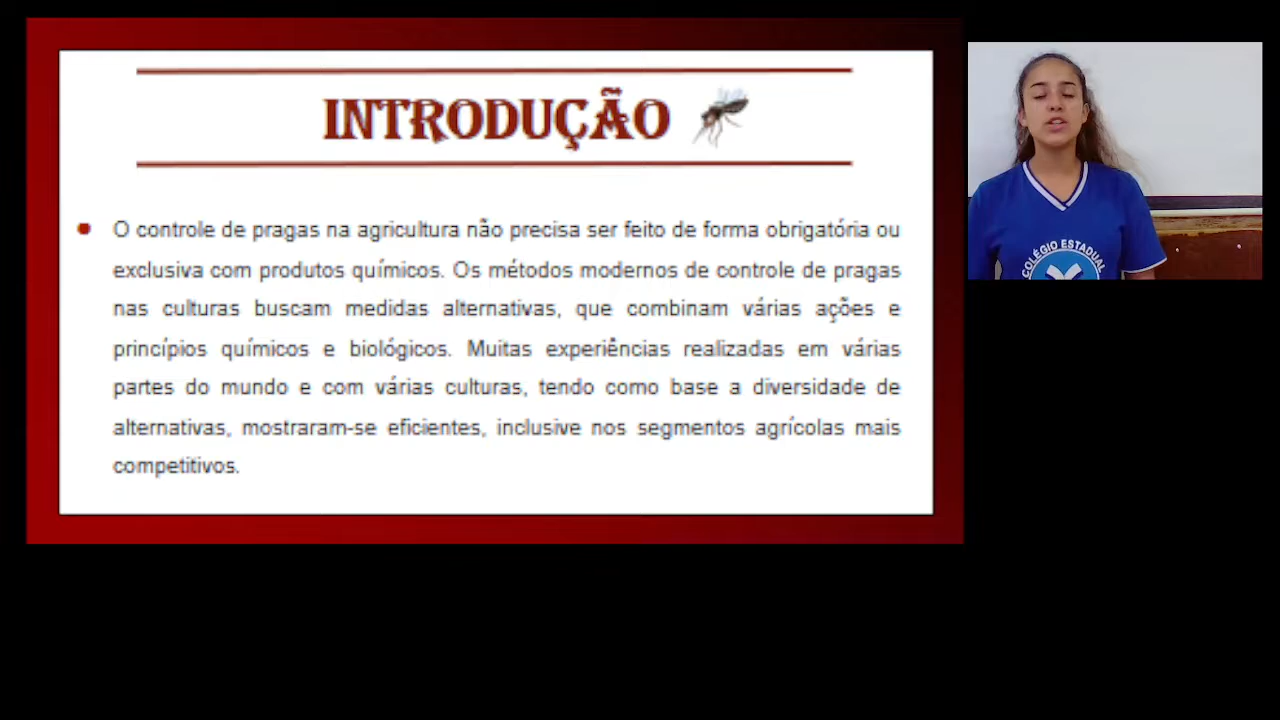 INTRODUÇÃO
O controle de pragas na agricultura não precisa ser feito de forma obrigatória ou
exclusiva com produtos químicos. Os métodos modernos de controle de pragas
nas culturas buscam medidas alternativas, que combinam várias ações e
princípios químicos e biológicos. Muitas experiências realizadas em várias
partes do mundo e com várias culturas, tendo como base a diversidade de
alternativas, mostraram-se eficientes, inclusive nos segmentos agrícolas mais
competitivos.
COLÉGIO ESTADUAL